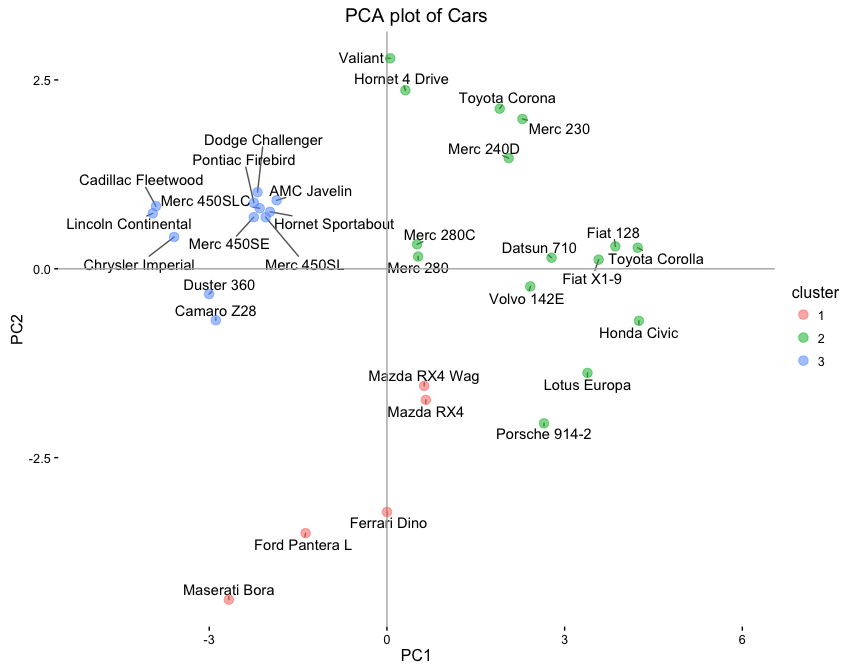 PCA plot of Cars
Valiant
2.5
Hornet 4 Drive
Toyota Corona
Merc 230
Dodge Challenger
Merc 240D
Pontiac Firebird
Cadillac Fleetwood
AMC Javelin
Merc 450SLC
Lincoln Continental
Hornet Sportabout
Merc 280C
Fiat 128
Merc 450SE
Datsun 710
Toyota Corolla
Chrysler Imperial
Merc 450SL
Merc 280
0.0
Fiat X1-9
Duster 360
cluster
Volvo 142E
Camaro Z28
1
PC2
Honda Civic
2
3
Mazda RX4 Wag
Lotus Europa
Mazda RX4
Porsche 914-2
-2.5
Ferrari Dino
Ford Pantera L
Maserati Bora
-3
0
3
6
PC1